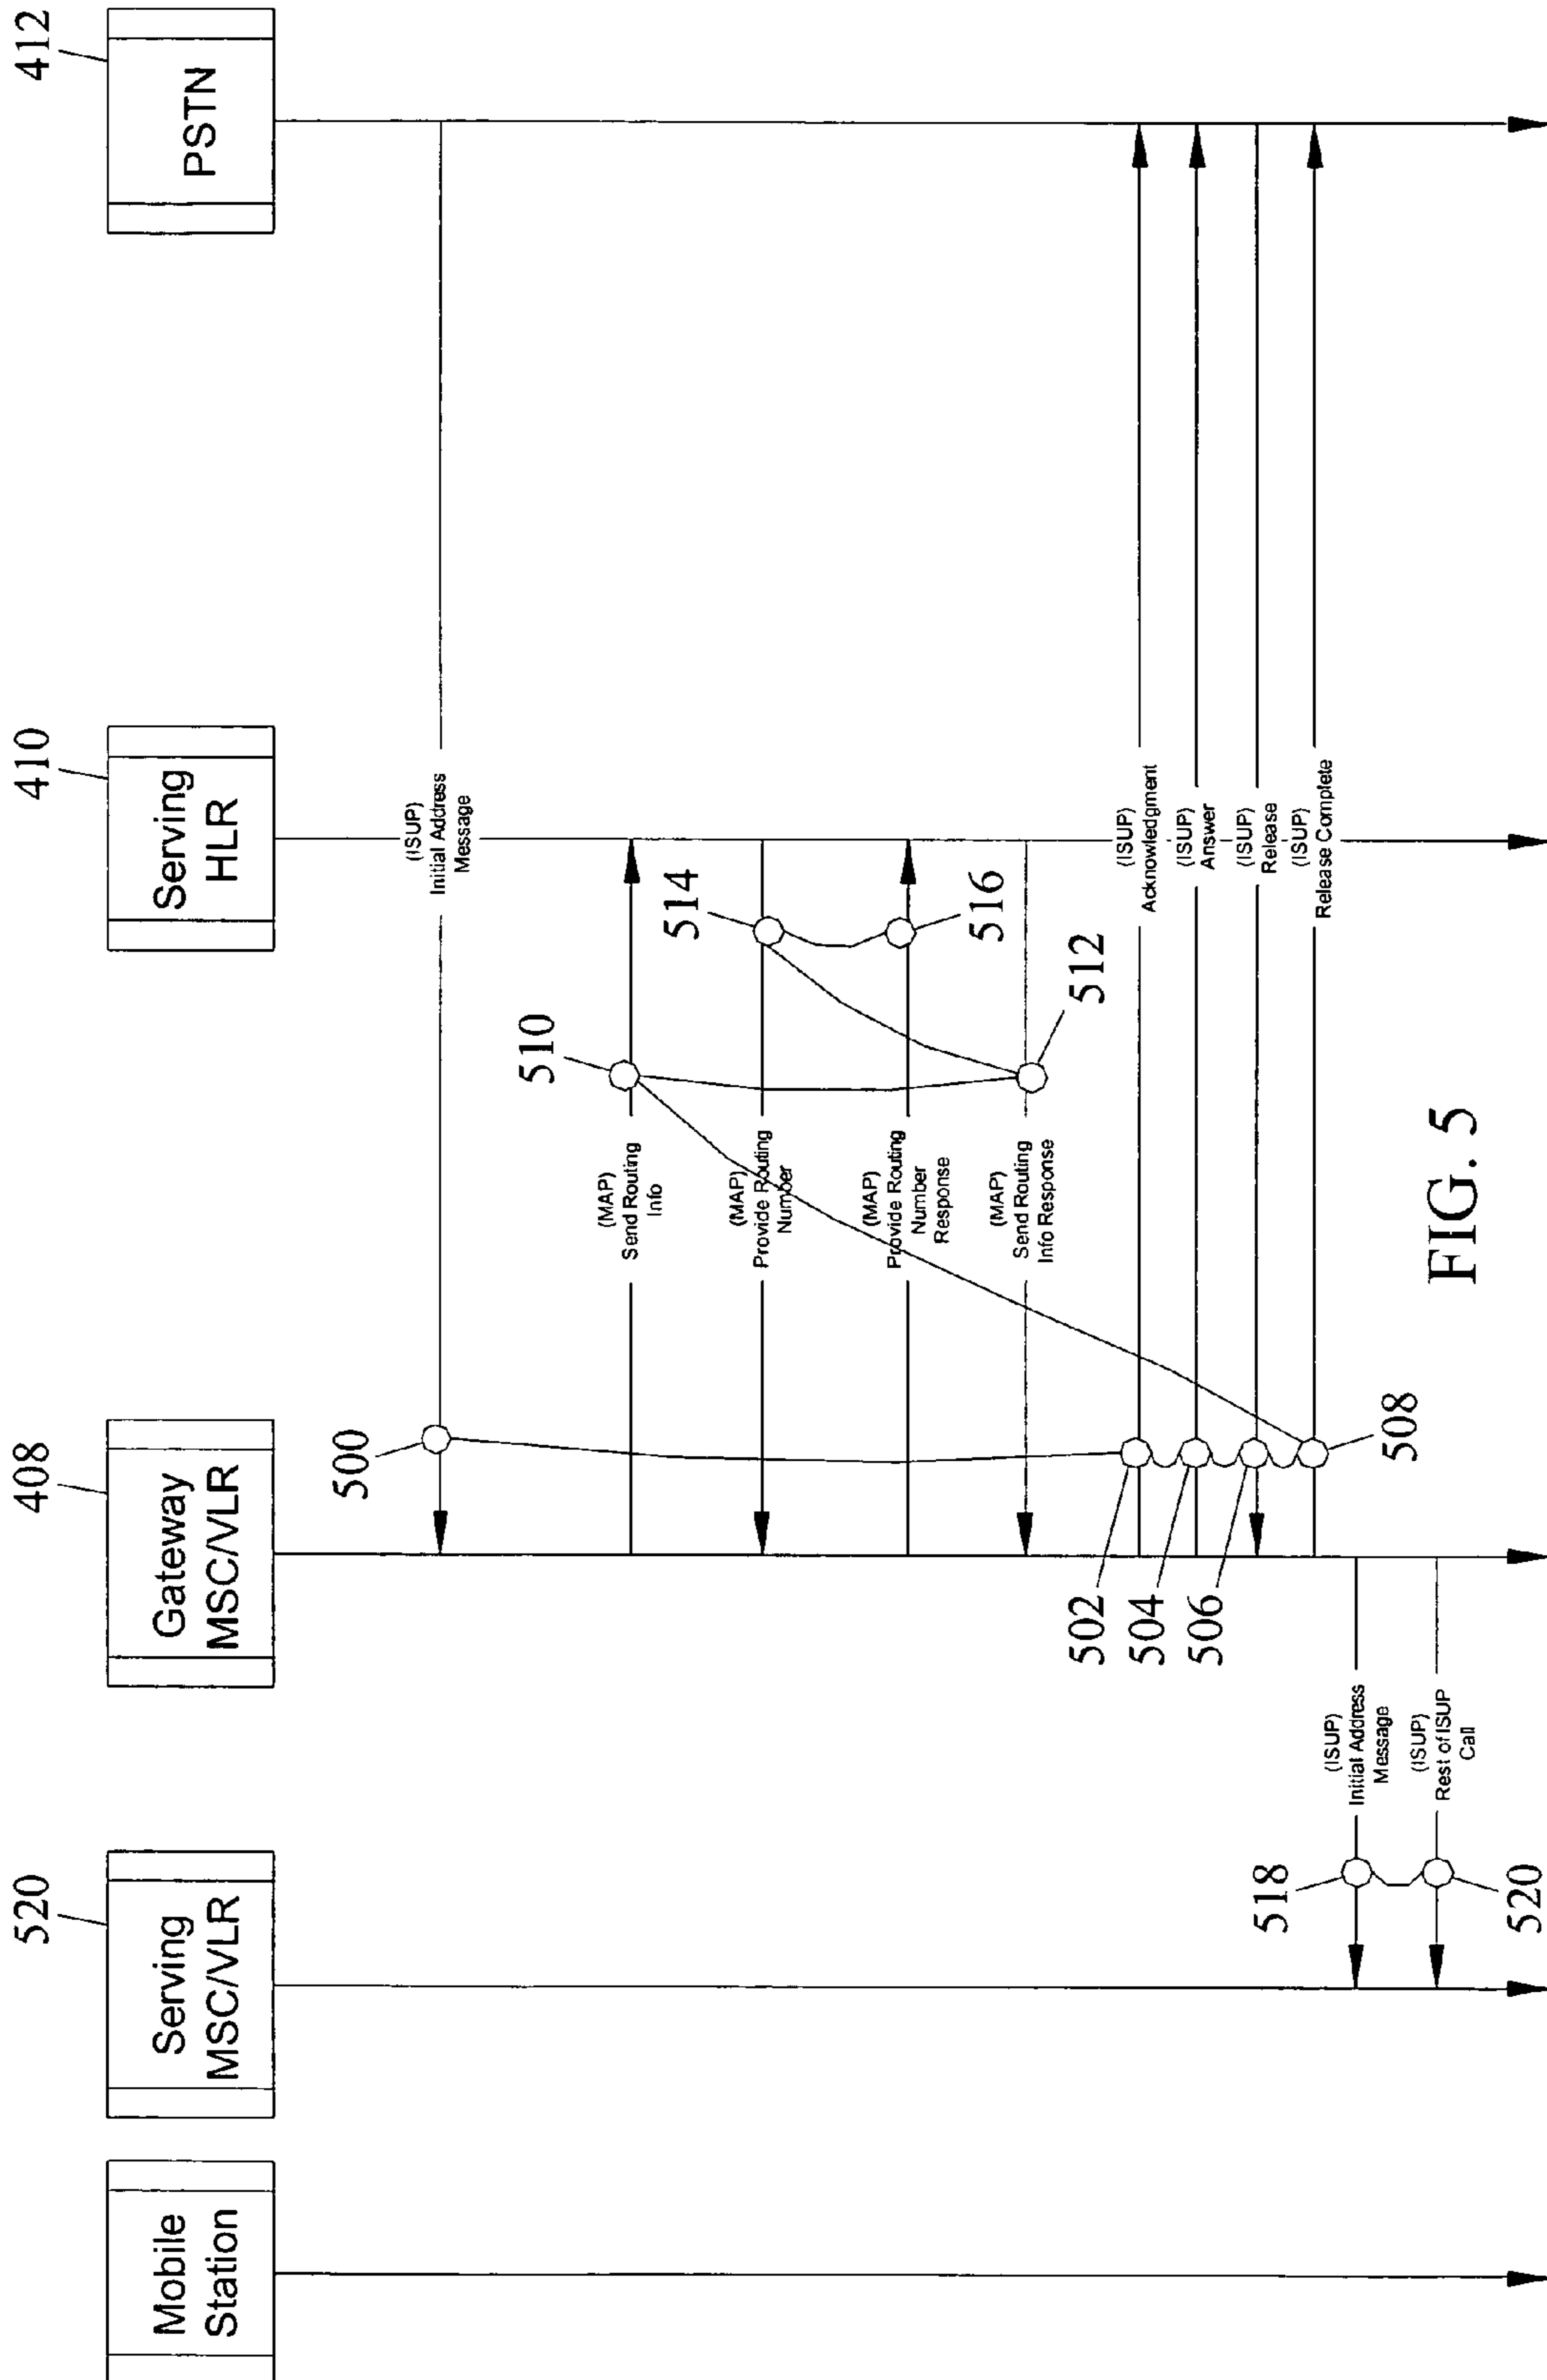 Mobile
Station
520
Serving
MSC/VLR
408
Gateway
MSC/VLR
410
Serving
HLR
412
PSTN
500
(ISUP)
Initial Address
Message
510
(MAP)
Send Routing
Info
514
(MAP)
Provide Routing
Number
516
(MAP)
Provide Routing
Number
Response
512
(MAP)
Send Routing
Info Response
502
(ISUP)
Acknowledgment
504
(ISUP)
Answer
506
(ISUP)
Release
508
(ISUP)
Release Complete
518
(ISUP)
Initial Address
Message
520
(ISUP)
Rest of ISUP
Call
FIG. 5